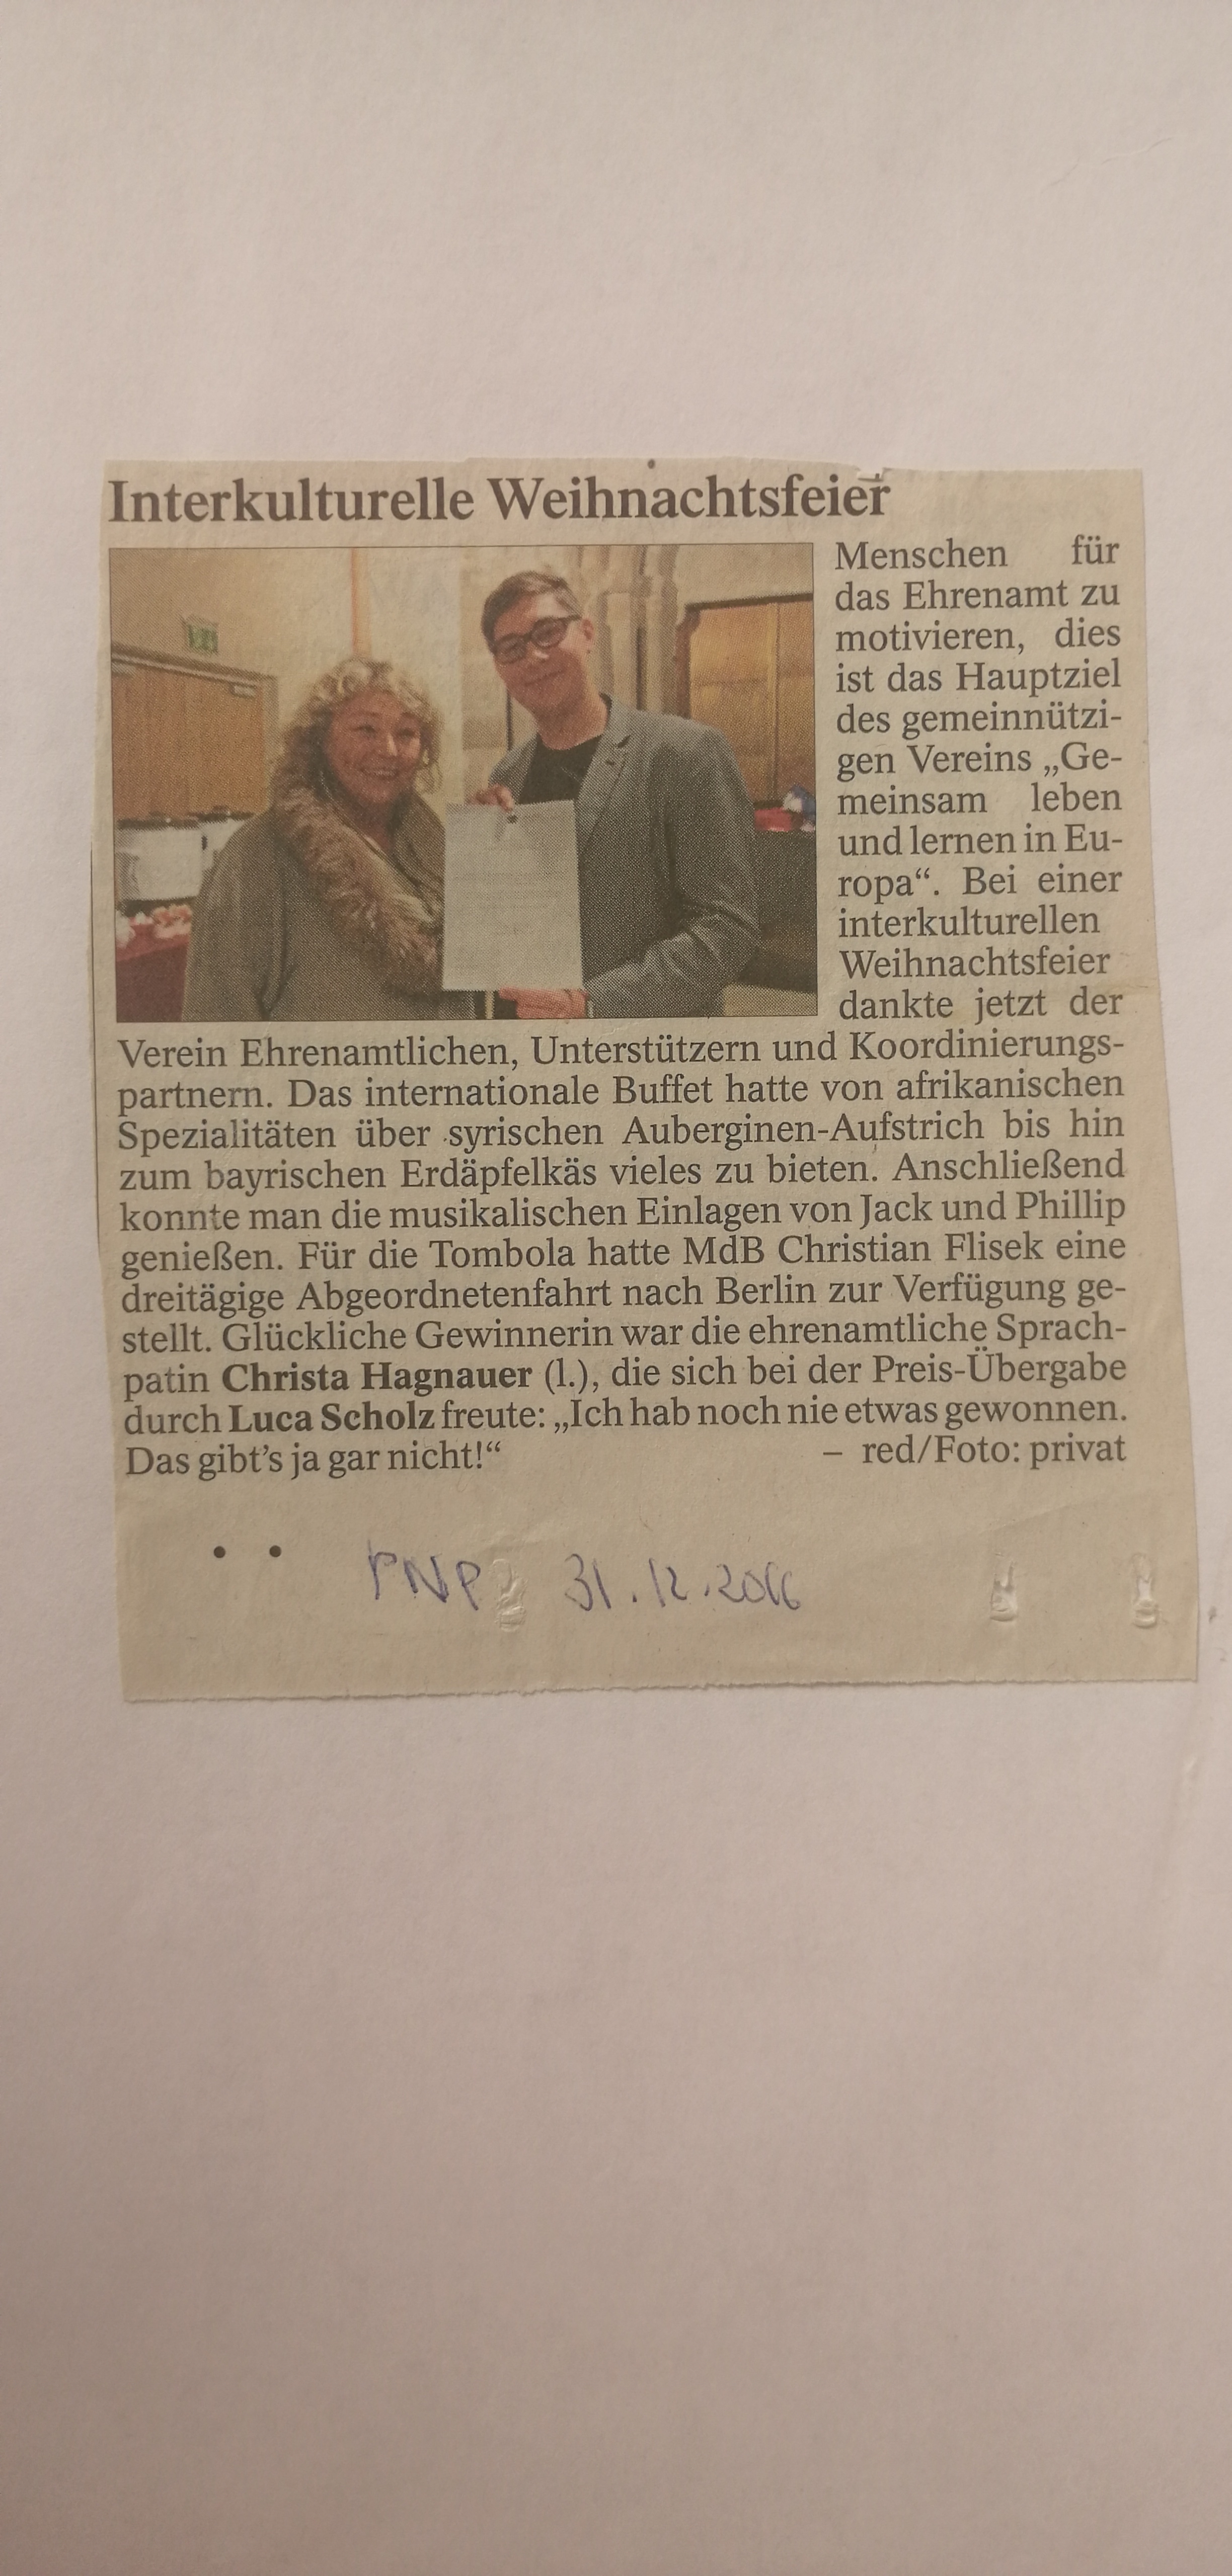 Interkulturelle Weihnachtsfeier
Menschen für
das Ehrenamt zu
motivieren, dies
ist das Hauptziel
des gemeinnützi-
gen Vereins „Ge-
meinsam leben
und lernen in Eu-
ropa“. Bei einer
interkulturellen
Weihnachtsfeier
dankte jetzt der
Verein Ehrenamtlichen, Unterstützern und Koordinierungs-
partnern. Das internationale Buffet hatte von afrikanischen
Spezialitäten über syrischen Auberginen-Aufstrich bis hin
zum bayrischen Erdäpfelkäs vieles zu bieten. Anschließend
konnte man die musikalischen Einlagen von Jack und Phillip
genießen. Für die Tombola hatte MdB Christian Flisek eine
dreitägige Abgeordnetenfahrt nach Berlin zur Verfügung ge-
stellt. Glückliche Gewinnerin war die ehrenamtliche Sprach-
patin Christa Hagnauer (l.), die sich bei der Preis-Übergabe
durch Luca Scholz freute: „Ich hab noch nie etwas gewonnen.
Das gibt’s ja gar nicht!“ – red/Foto: privat
PNP 31.12.2016